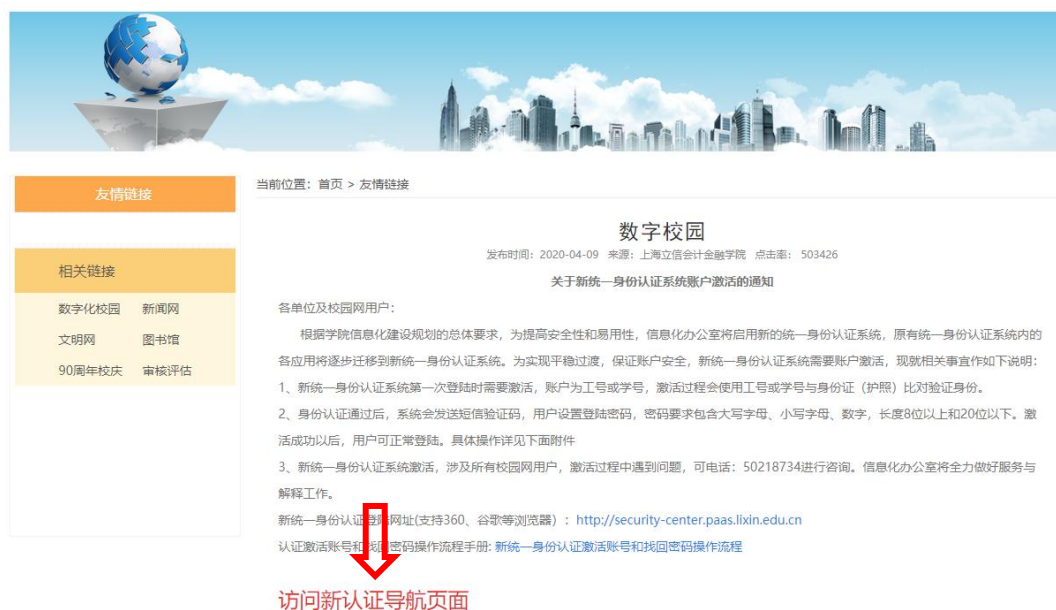 友情链接
相关链接
数字化校园 新闻网
文明网 图书馆
90周年校庆 审核评估
当前位置：首页 > 友情链接
数字校园
发布时间：2020-04-09 来源：上海立信会计金融学院 点击率：503426
关于新统一身份认证系统账户激活的通知
各单位及校园网用户：
根据学院信息化建设规划的总体要求，为提高安全性和易用性，信息化办公室将启用新的统一身份认证系统，原有统一身份认证系统内的
各应用将逐步迁移到新统一身份认证系统。为实现平稳过渡，保证账户安全，新统一身份认证系统需要账户激活，现就相关事宜作如下说明：
1、新统一身份认证系统第一次登陆时需要激活，账户为工号或学号，激活过程会使用工号或学号与身份证（护照）比对验证身份。
2、身份认证通过后，系统会发送短信验证码，用户设置登陆密码，密码要求包含大写字母、小写字母、数字，长度8位以上和20位以下。激
活成功以后，用户可正常登陆。具体操作详见下面附件
3、新统一身份认证系统激活，涉及所有校园网用户，激活过程中遇到问题，可电话：50218734进行咨询。信息化办公室将全力做好服务与
解释工作。
新统一身份认证登陆网址(支持360、谷歌等浏览器）：http://security-center.paas.lixin.edu.cn
认证激活账号和找回密码操作流程手册: 新统一身份认证激活账号和找回密码操作流程
访问新认证导航页面